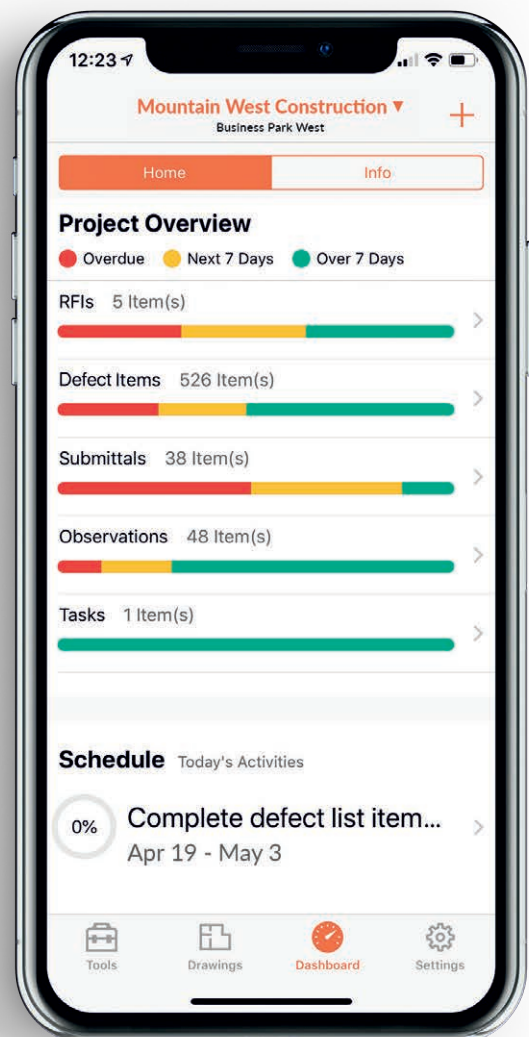 12:23
Mountain West Construction
Business Park West
Home Info
Project Overview
Overdue Next 7 Days Over 7 Days
RFIs 5 Item(s)
Defect Items 526 Item(s)
Submittals 38 Item(s)
Observations 48 Item(s)
Tasks 1 Item(s)
Schedule Today's Activities
0% Complete defect list item...
Apr 19 - May 3
Tools Drawings Dashboard Settings